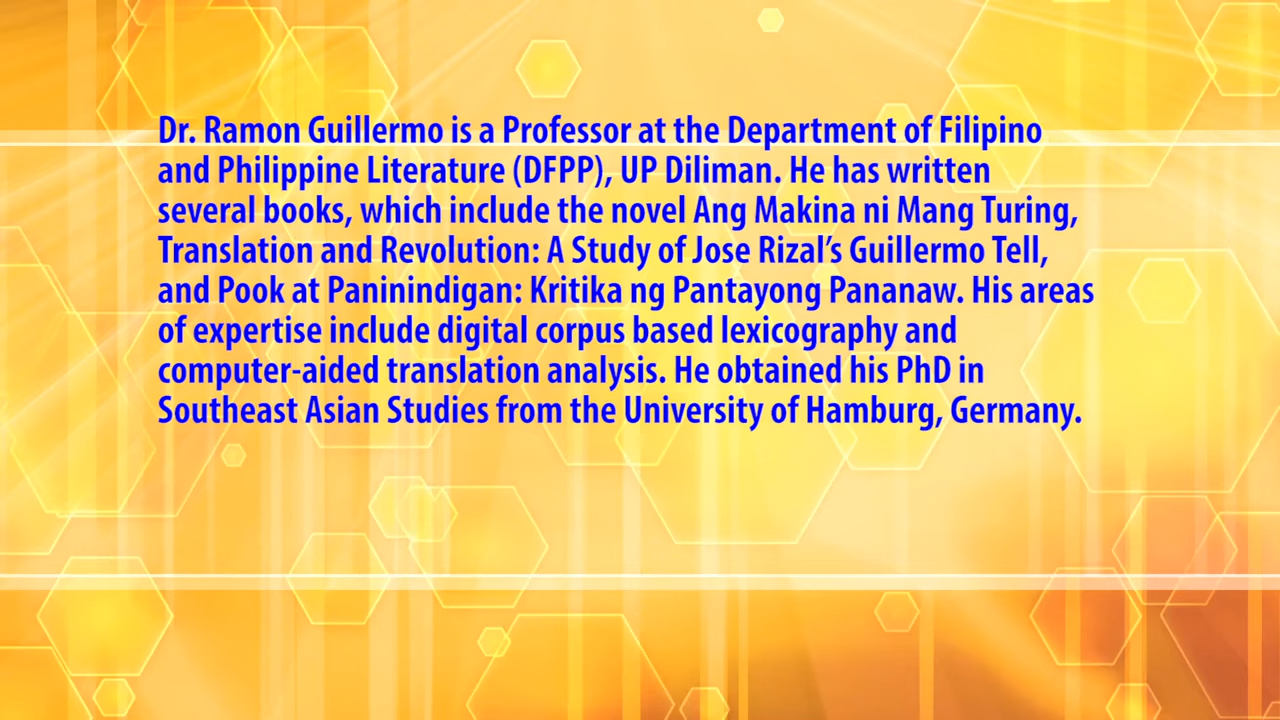 Dr. Ramon Guillermo is a Professor at the Department of Filipino
and Philippine Literature (DFPP), UP Diliman. He has written
several books, which include the novel Ang Makina ni Mang Turing,
Translation and Revolution: A Study of Jose Rizal’s Guillermo Tell,
and Pook at Paninindigan: Kritika ng Pantayong Pananaw. His areas
of expertise include digital corpus based lexicography and
computer-aided translation analysis. He obtained his PhD in
Southeast Asian Studies from the University of Hamburg, Germany.